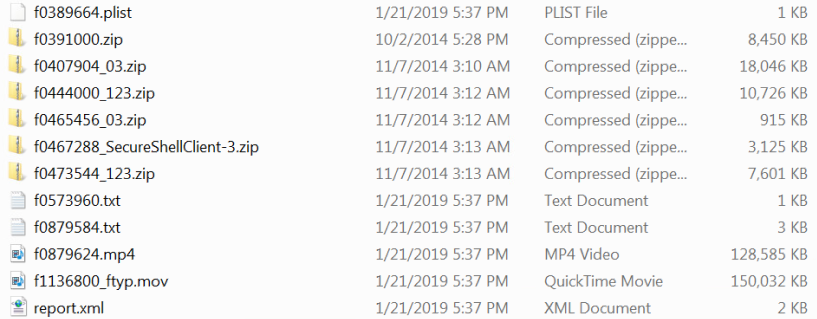 f0389664.plist 1/21/2019 5:37 PM PLIST File 1 KB
f0391000.zip 10/2/2014 5:28 PM Compressed (zippe... 8,450 KB
f0407904_03.zip 11/7/2014 3:10 AM Compressed (zippe... 18,046 KB
f0444000_123.zip 11/7/2014 3:12 AM Compressed (zippe... 10,726 KB
f0465456_03.zip 11/7/2014 3:12 AM Compressed (zippe... 915 KB
f0467288_SecureShellClient-3.zip 11/7/2014 3:13 AM Compressed (zippe... 3,125 KB
f0473544_123.zip 11/7/2014 3:13 AM Compressed (zippe... 7,601 KB
f0573960.txt 1/21/2019 5:37 PM Text Document 1 KB
f0879584.txt 1/21/2019 5:37 PM Text Document 3 KB
f0879624.mp4 1/21/2019 5:37 PM MP4 Video 128,585 KB
f1136800_ftyp.mov 1/21/2019 5:37 PM QuickTime Movie 150,032 KB
report.xml 1/21/2019 5:37 PM XML Document 2 KB